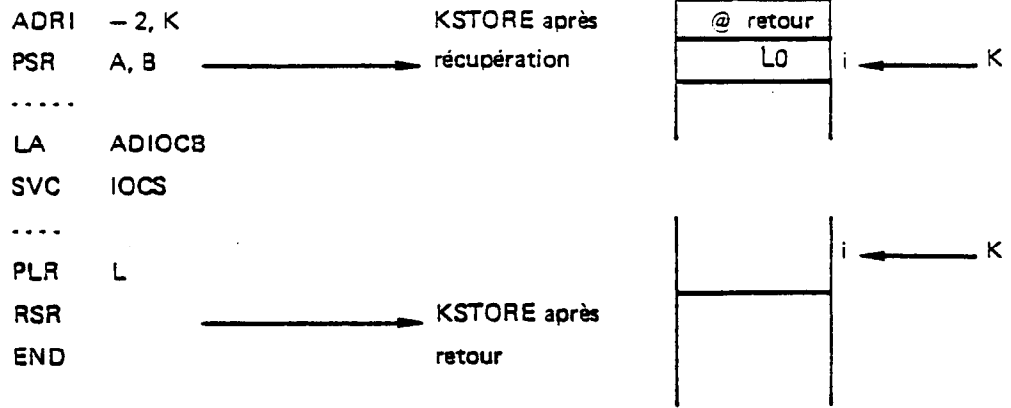 ADRI – 2, K KSTORE après @ retour
PSR A, B récupération L0 i K
-----
LA ADIOCB
SVC IOCS
----
i K
PLR L
RSR KSTORE après
END retour